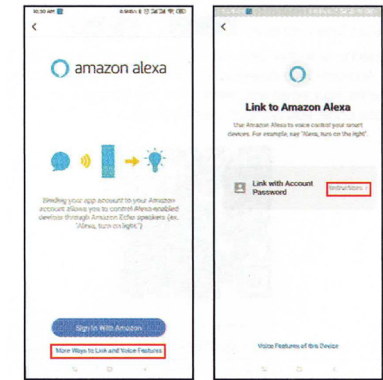 10:30 AM
amazon alexa
Binding your app account to your Amazon
account allows you to control Alexa-enabled
devices through Amazon Echo speakers (ex.
"Alexa, turn on light.")
Sign In With Amazon
More Ways to Link and Voice Features
Link to Amazon Alexa
Use Amazon Alexa to voice control your smart
devices. For example, say "Alexa, turn on the light".
Link with Account
Password
Instructions >
Voice Features of this Device